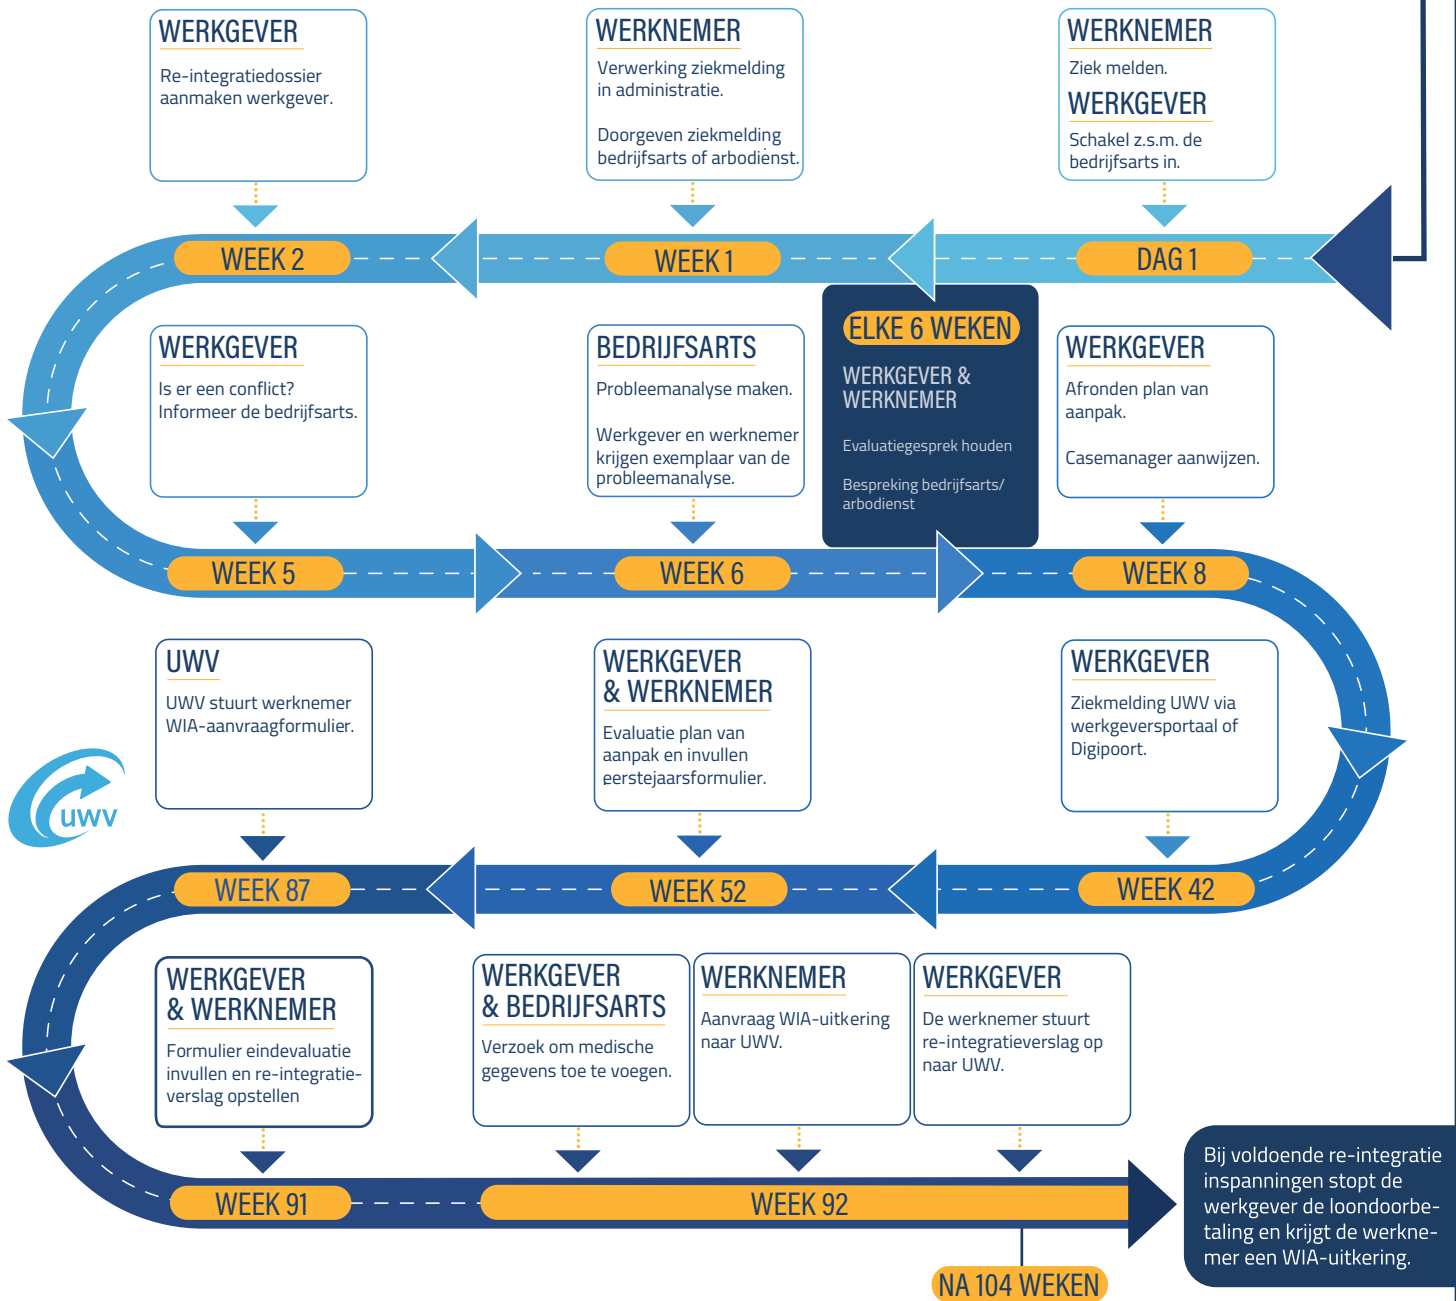 WERKNEMER
Ziek melden.
WERKGEVER
Schakel z.s.m. de
bedrijfsarts in.
DAG 1
WERKNEMER
Verwerking ziekmelding
in administratie.
Doorgeven ziekmelding
bedrijfsarts of arbodienst.
WEEK 1
WERKGEVER
Re-integratiedossier
aanmaken werkgever.
WEEK 2
WERKGEVER
Is er een conflict?
Informeer de bedrijfsarts.
WEEK 5
BEDRIJFSARTS
Probleemanalyse maken.
Werkgever en werknemer
krijgen exemplaar van de
probleemanalyse.
WEEK 6
ELKE 6 WEKEN
WERKGEVER &
WERKNEMER
Evaluatiegesprek houden
Bespreking bedrijfsarts/
arbodienst
WERKGEVER
Afronden plan van
aanpak.
Casemanager aanwijzen.
WEEK 8
WERKGEVER
Ziekmelding UWV via
werkgeversportaal of
Digipoort.
WEEK 42
WERKGEVER
& WERKNEMER
Evaluatie plan van
aanpak en invullen
eerstejaarsformulier.
WEEK 52
UWV
UWV stuurt werknemer
WIA-aanvraagformulier.
WEEK 87
uwv
WERKGEVER
& WERKNEMER
Formulier eindevaluatie
invullen en re-integratie-
verslag opstellen
WEEK 91
WERKGEVER
& BEDRIJFSARTS
Verzoek om medische
gegevens toe te voegen.
WERKNEMER
Aanvraag WIA-uitkering
naar UWV.
WERKGEVER
De werknemer stuurt
re-integratieverslag op
naar UWV.
WEEK 92
NA 104 WEKEN
Bij voldoende re-integratie
inspanningen stopt de
werkgever de loondoorbe-
taling en krijgt de werkne-
mer een WIA-uitkering.